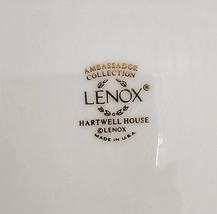 AMBASSADOR
COLLECTION
LENOX®
HARTWELL HOUSE
©LENOX
MADE IN U.S.A.